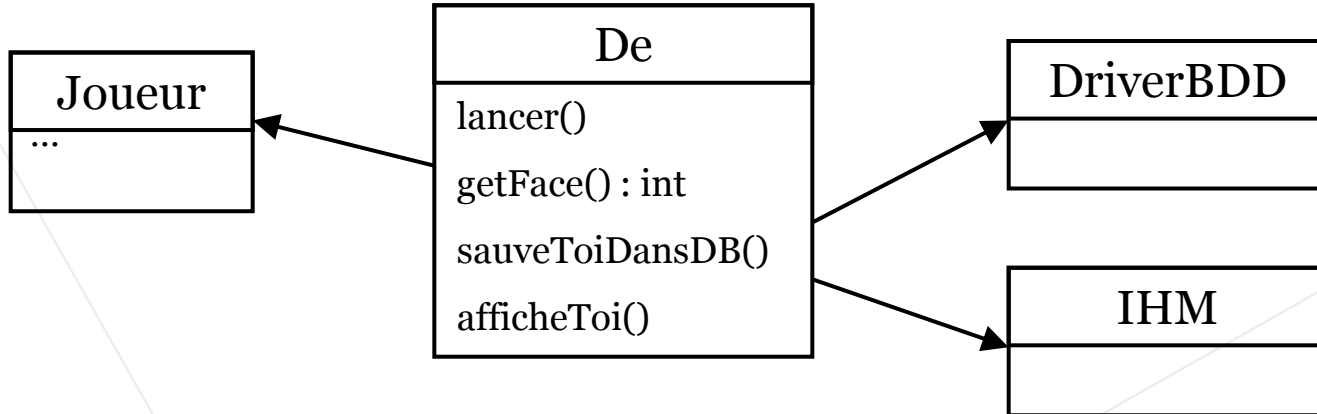 Joueur
...
De
lancer()
getFace() : int
sauveToiDansDB()
afficheToi()
DriverBDD
IHM